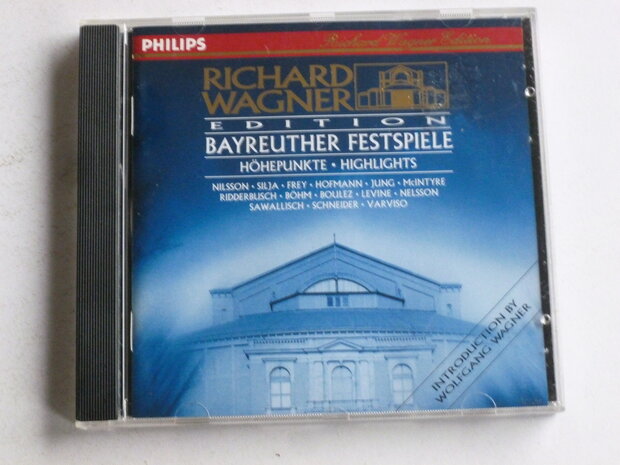 PHILIPS
Richard Wagner Edition
RICHARD
WAGNER
EDITION
BAYREUTHER FESTSPIELE
HÖHEPUNKTE • HIGHLIGHTS
NILSSON • SILJA • FREY • HOFMANN • JUNG • McINTYRE
RIDDERBUSCH • BÖHM • BOULEZ • LEVINE • NELSSON
SAWALLISCH • SCHNEIDER • VARVISO
INTRODUCTION BY
WOLFGANG WAGNER